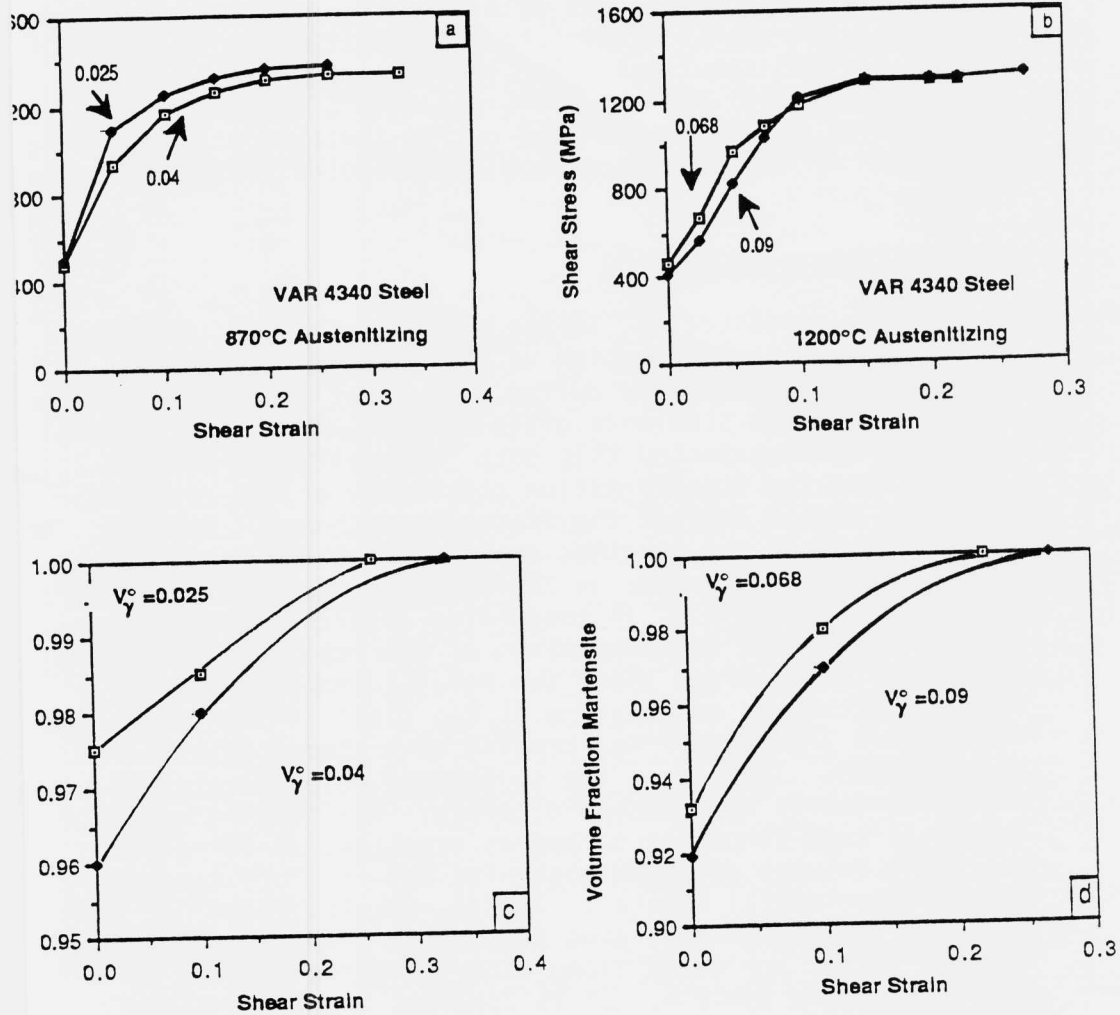 a
600
200
300
400
0
0.025
0.04
VAR 4340 Steel
870°C Austenitizing
0.0 0.1 0.2 0.3 0.4
Shear Strain
b
1600
1200
800
400
0
Shear Stress (MPa)
0.068
0.09
VAR 4340 Steel
1200°C Austenitizing
0.0 0.1 0.2 0.3
Shear Strain
1.00
0.99
0.98
0.97
0.96
0.95
V°γ =0.025
V°γ =0.04
c
0.0 0.1 0.2 0.3 0.4
Shear Strain
1.00
0.98
0.96
0.94
0.92
0.90
Volume Fraction Martensite
V°γ =0.068
V°γ =0.09
d
0.0 0.1 0.2 0.3
Shear Strain